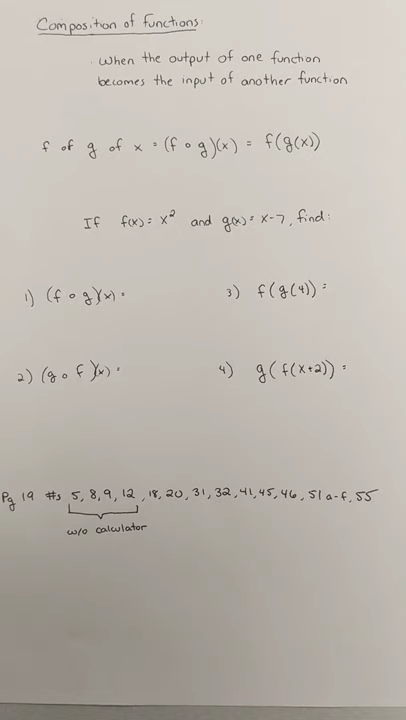 Composition of functions:
. When the output of one function
becomes the input of another function
f of g of x = (f ∘ g)(x) = f(g(x))
If f(x) = x² and g(x) = x-7, find:
1) (f ∘ g)(x) =
3) f(g(4)) =
2) (g ∘ f)(x) =
4) g(f(x+2)) =
Pg 19 #s 5, 8, 9, 12, 18, 20, 31, 32, 41, 45, 46, 51 a-f, 55
w/o calculator